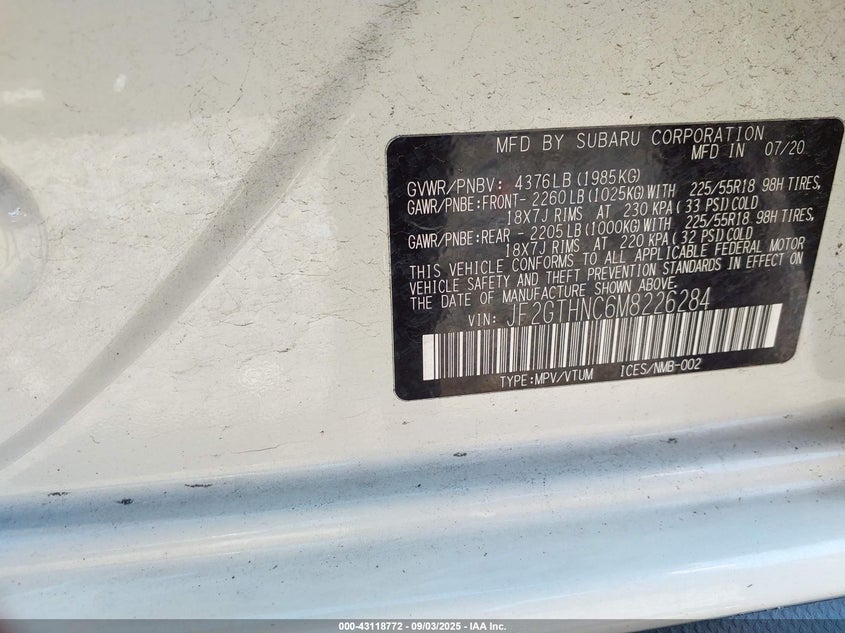 MFD BY SUBARU CORPORATION
MFD IN 07/20
GVWR/PNBV: 4376LB (1985KG)
GAWR/PNBE:FRONT- 2260LB (1025KG)WITH 225/55R18 98H TIRES,
18X7J RIMS AT 230 KPA (33 PSI)COLD
GAWR/PNBE:REAR - 2205LB (1000KG)WITH 225/55R18 98H TIRES,
18X7J RIMS AT 220 KPA (32 PSI)COLD
THIS VEHICLE CONFORMS TO ALL APPLICABLE FEDERAL MOTOR
VEHICLE SAFETY AND THEFT PREVENTION STANDARDS IN EFFECT ON
THE DATE OF MANUFACTURE SHOWN ABOVE.
VIN: JF2GTHNC6M8226284
TYPE:MPV/VTUM ICES/NMB-002
000-43118772 - 09/03/2025 - IAA Inc.